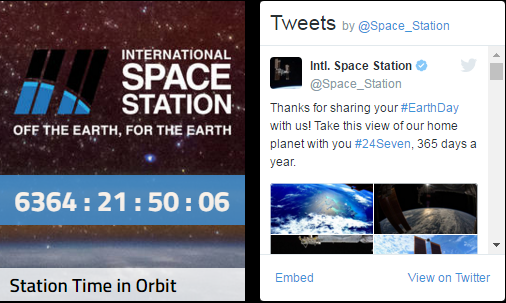 INTERNATIONAL
SPACE
STATION
OFF THE EARTH, FOR THE EARTH
6364 : 21 : 50 : 06
Station Time in Orbit
Tweets by @Space_Station
Intl. Space Station
@Space_Station
Thanks for sharing your #EarthDay
with us! Take this view of our home
planet with you #24Seven, 365 days a
year.
Embed
View on Twitter